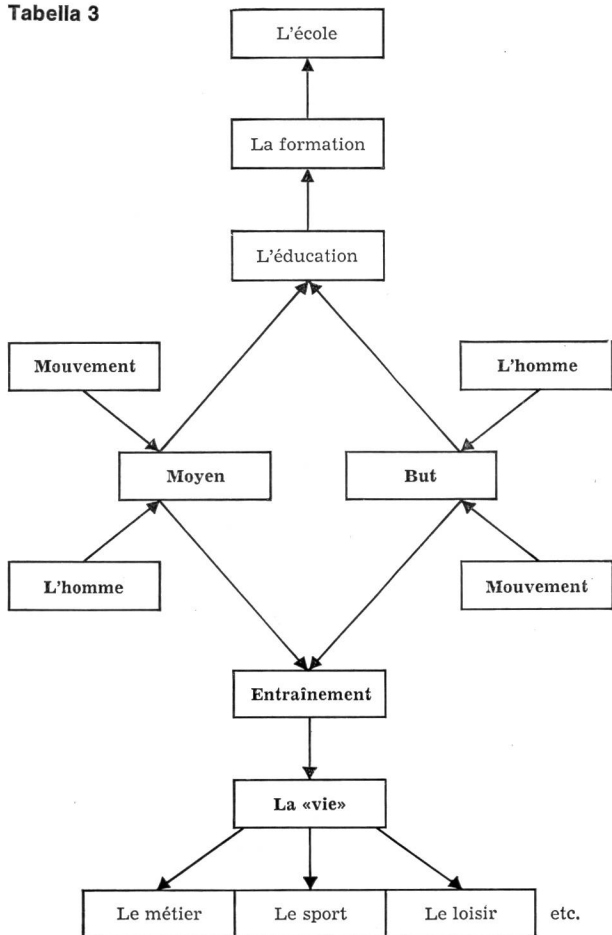 Tabella 3
L'école
La formation
L'éducation
Mouvement
L'homme
Moyen
But
L'homme
Mouvement
Entraînement
La «vie»
Le métier
Le sport
Le loisir
etc.